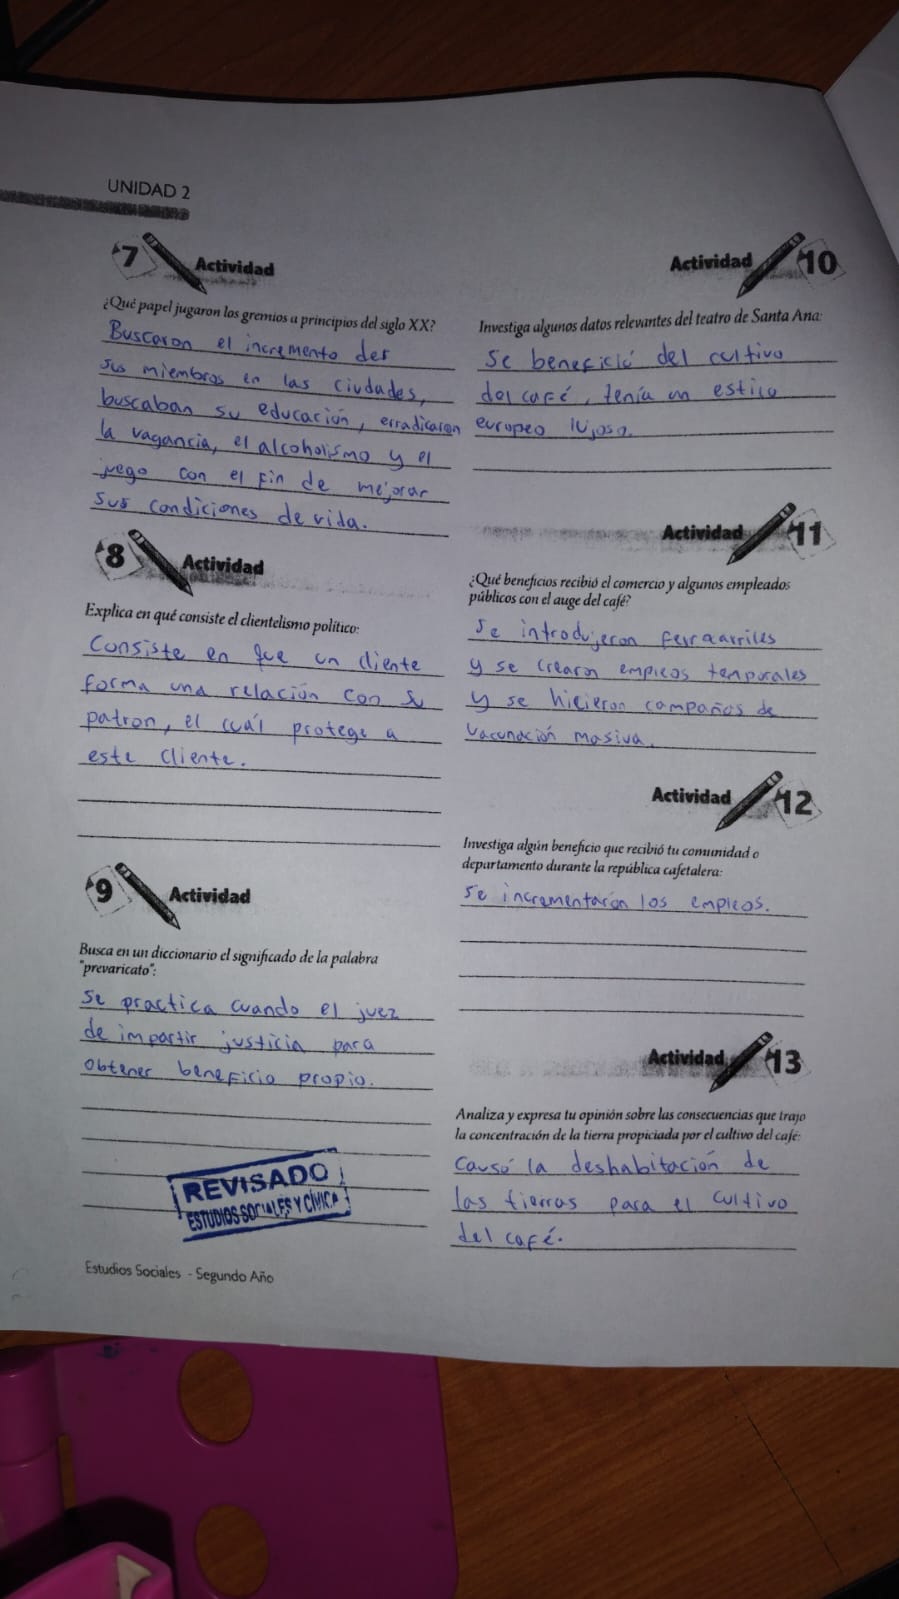 UNIDAD 2
7 Actividad
¿Qué papel jugaron los gremios a principios del siglo XX?
Buscaron el incremento der
sus miembros en las ciudades,
buscaban su educación, erradicaron
la vagancia, el alcoholismo y el
juego con el fin de mejorar
sus condiciones de vida.
8 Actividad
Explica en qué consiste el clientelismo político:
Consiste en que un cliente
forma una relación con su
patron, el cuál protege a
este cliente.
9 Actividad
Busca en un diccionario el significado de la palabra
"prevaricato":
Se practica cuando el juez
de impartir justicia para
obtener beneficio propio.
REVISADO
ESTUDIOS SOCIALES Y CÍVICA
Estudios Sociales - Segundo Año
Actividad 10
Investiga algunos datos relevantes del teatro de Santa Ana:
Se benefició del cultivo
del café, tenía un estilo
europeo lujoso.
Actividad 11
¿Qué beneficios recibió el comercio y algunos empleados
públicos con el auge del café?
Se introdujeron ferrocarriles
y se crearon empleos temporales
y se hicieron campañas de
vacunación masiva.
Actividad 12
Investiga algún beneficio que recibió tu comunidad o
departamento durante la república cafetalera:
Se incrementaron los empleos.
Actividad 13
Analiza y expresa tu opinión sobre las consecuencias que trajo
la concentración de la tierra propiciada por el cultivo del café:
Causó la deshabitación de
las tierras para el cultivo
del café.